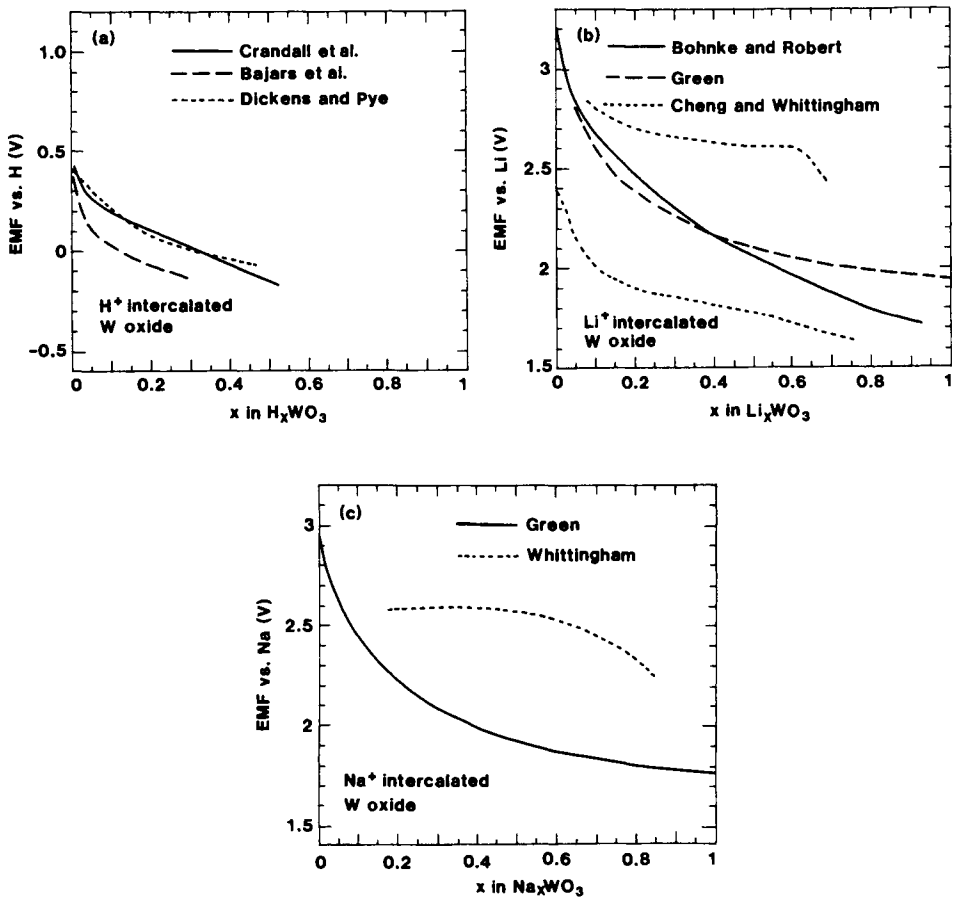 (a)
Crandall et al.
Bajars et al.
Dickens and Pye
1.0
0.5
0
−0.5
EMF vs. H (V)
H+ intercalated
W oxide
0 0.2 0.4 0.6 0.8 1
x in HxWO3
(b)
Bohnke and Robert
Green
Cheng and Whittingham
3
2.5
2
1.5
EMF vs. Li (V)
Li+ intercalated
W oxide
0 0.2 0.4 0.6 0.8 1
x in LixWO3
(c)
Green
Whittingham
3
2.5
2
1.5
EMF vs. Na (V)
Na+ intercalated
W oxide
0 0.2 0.4 0.6 0.8 1
x in NaxWO3